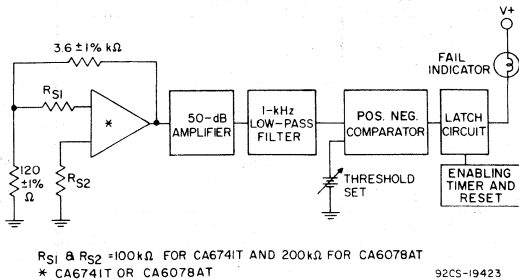 V+
3.6 ±1% kΩ
FAIL
INDICATOR
RS1
*
50-dB
AMPLIFIER
1-kHz
LOW-PASS
FILTER
POS. NEG.
COMPARATOR
LATCH
CIRCUIT
120
±1%
Ω
RS2
THRESHOLD
SET
ENABLING
TIMER AND
RESET
RS1 & RS2 =100kΩ FOR CA6741T AND 200kΩ FOR CA6078AT
* CA6741T OR CA6078AT
92CS-19423